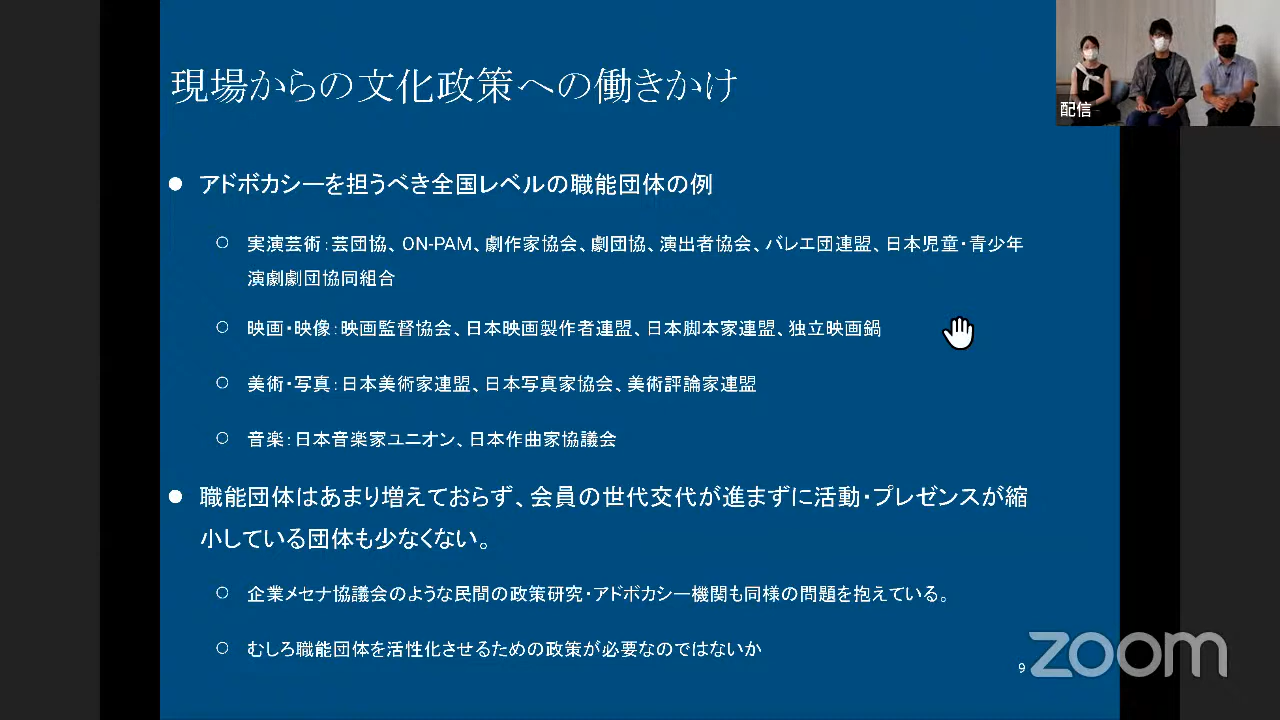 現場からの文化政策への働きかけ
配信
● アドボカシーを担うべき全国レベルの職能団体の例
○ 実演芸術：芸団協、ON-PAM、劇作家協会、劇団協、演出者協会、バレエ団連盟、日本児童・青少年
演劇劇団協同組合
○ 映画・映像：映画監督協会、日本映画製作者連盟、日本脚本家連盟、独立映画鍋
○ 美術・写真：日本美術家連盟、日本写真家協会、美術評論家連盟
○ 音楽：日本音楽家ユニオン、日本作曲家協議会
● 職能団体はあまり増えておらず、会員の世代交代が進まずに活動・プレゼンスが縮
小している団体も少なくない。
○ 企業メセナ協議会のような民間の政策研究・アドボカシー機関も同様の問題を抱えている。
○ むしろ職能団体を活性化させるための政策が必要なのではないか
9
zoom